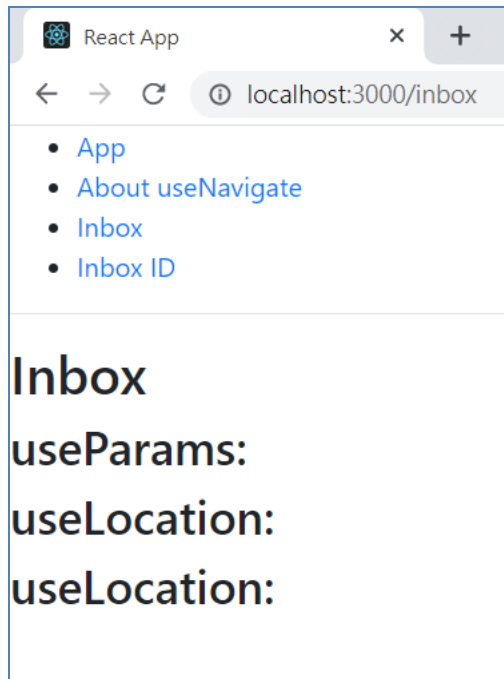 React App
localhost:3000/inbox
App
About useNavigate
Inbox
Inbox ID
Inbox
useParams:
useLocation:
useLocation: